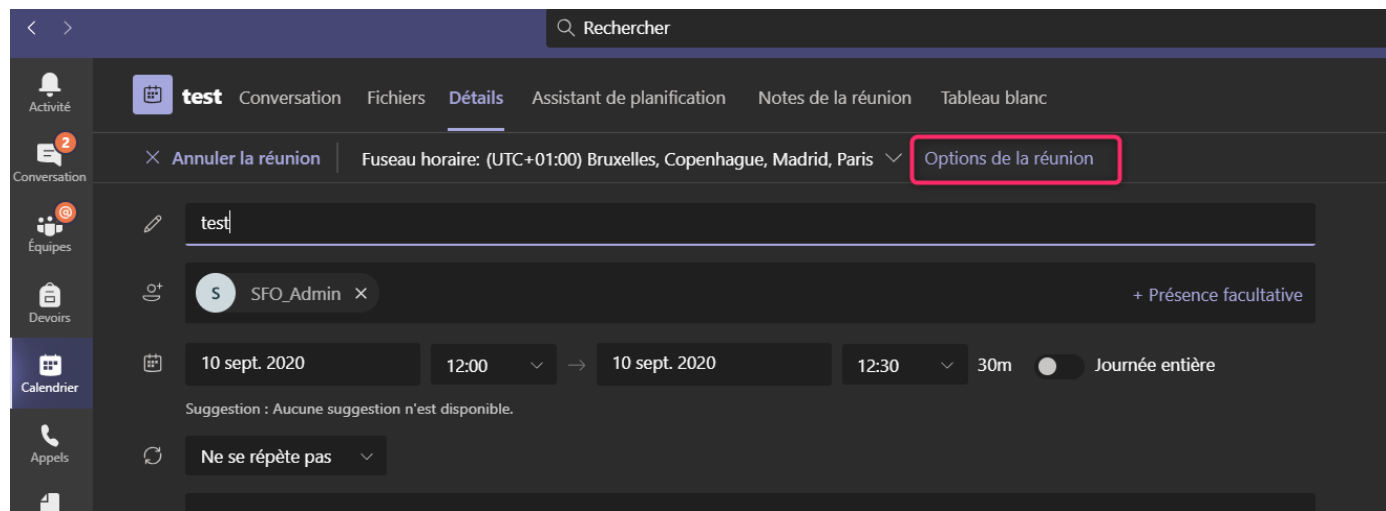 Rechercher
Activité
test Conversation Fichiers Détails Assistant de planification Notes de la réunion Tableau blanc
2
Conversation
Annuler la réunion Fuseau horaire: (UTC+01:00) Bruxelles, Copenhague, Madrid, Paris Options de la réunion
@
Équipes
test
S SFO_Admin + Présence facultative
Devoirs
10 sept. 2020 12:00 → 10 sept. 2020 12:30 30m Journée entière
Calendrier
Suggestion : Aucune suggestion n'est disponible.
Ne se répète pas
Appels